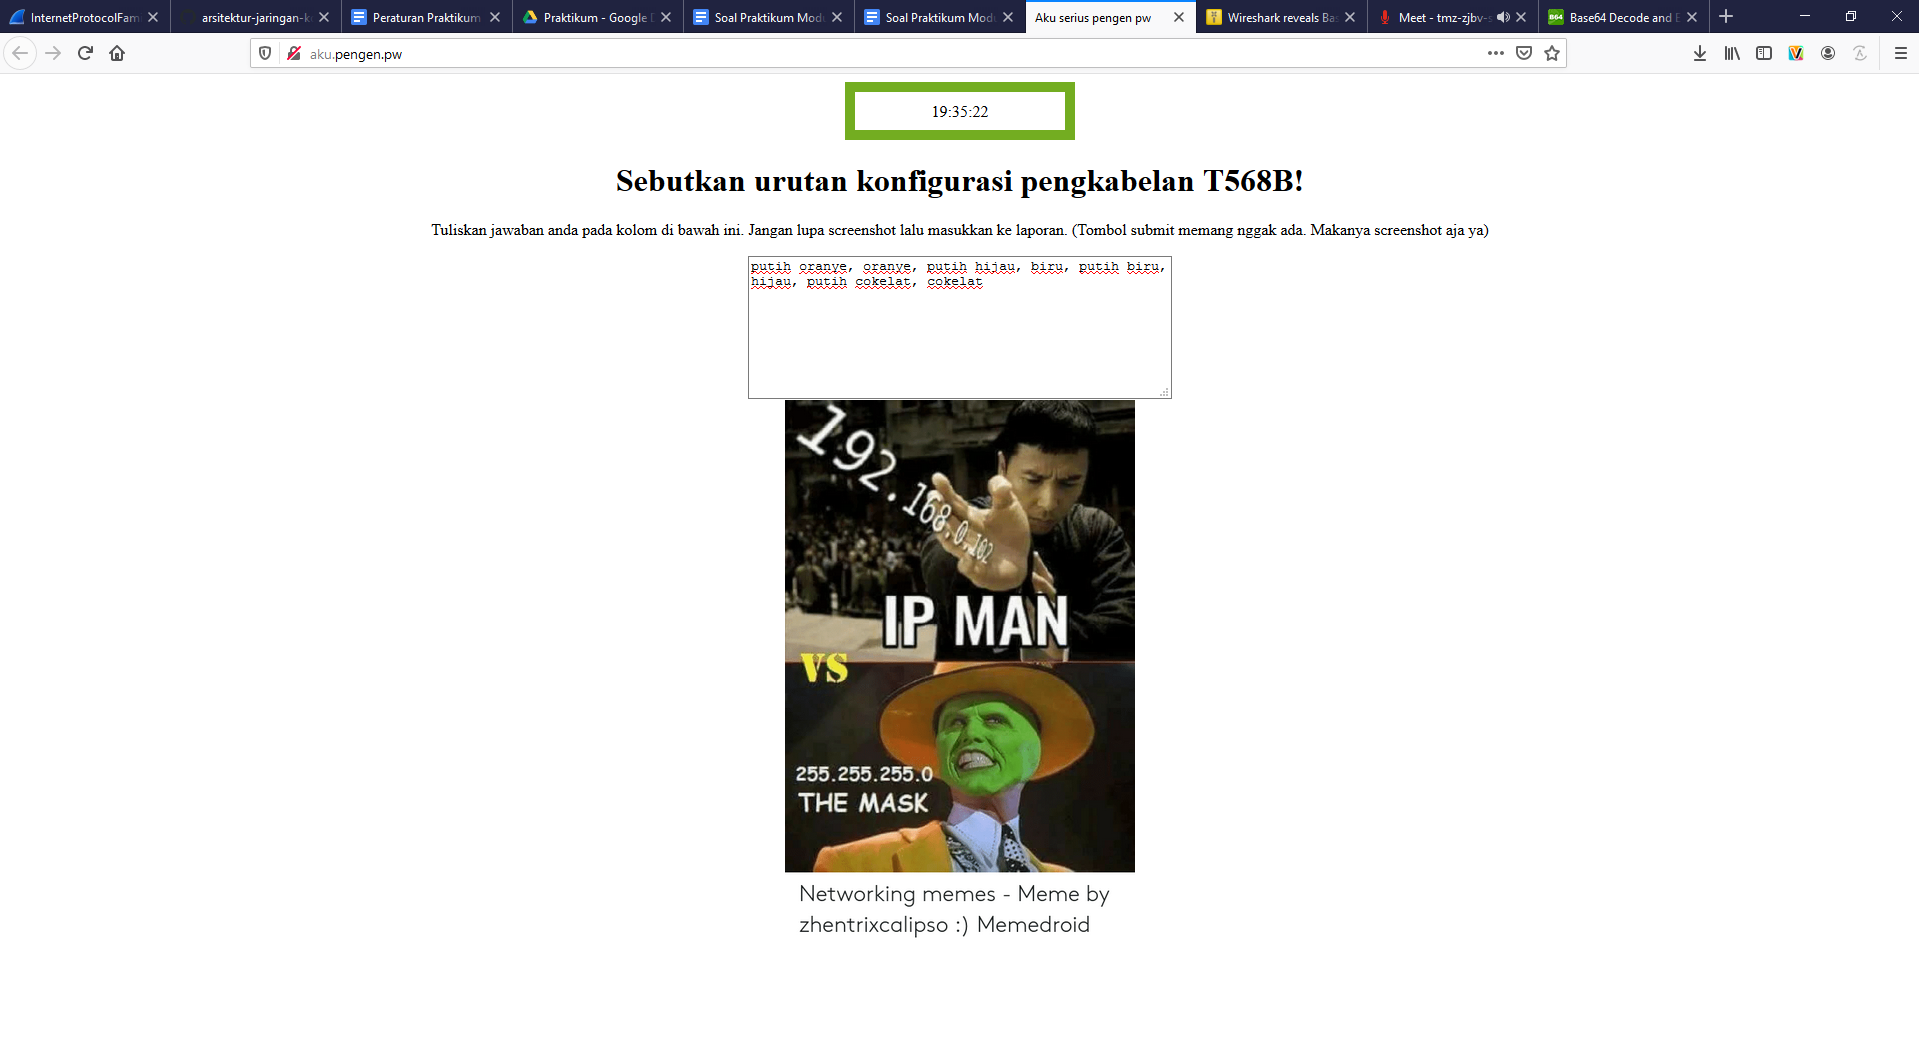 InternetProtocolFam
arsitektur-jaringan-k
Peraturan Praktikum
Praktikum - Google D
Soal Praktikum Modu
Soal Praktikum Modu
Aku serius pengen pw
Wireshark reveals Bas
Meet - tmz-zjbv-s
B64
Base64 Decode and E
aku.pengen.pw
19:35:22
Sebutkan urutan konfigurasi pengkabelan T568B!
Tuliskan jawaban anda pada kolom di bawah ini. Jangan lupa screenshot lalu masukkan ke laporan. (Tombol submit memang nggak ada. Makanya screenshot aja ya)
putih oranye, oranye, putih hijau, biru, putih biru,
hijau, putih cokelat, cokelat
192.168.0.102
IP MAN
VS
255.255.255.0
THE MASK
Networking memes - Meme by
zhentrixcalipso :) Memedroid